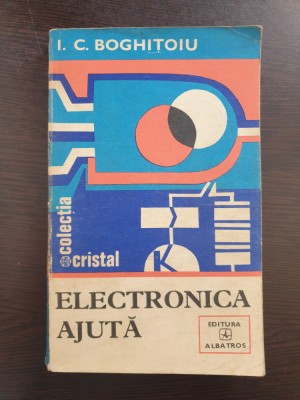 I. C. BOGHIȚOIU
colecția
cristal
ELECTRONICA
AJUTĂ
EDITURA
ALBATROS